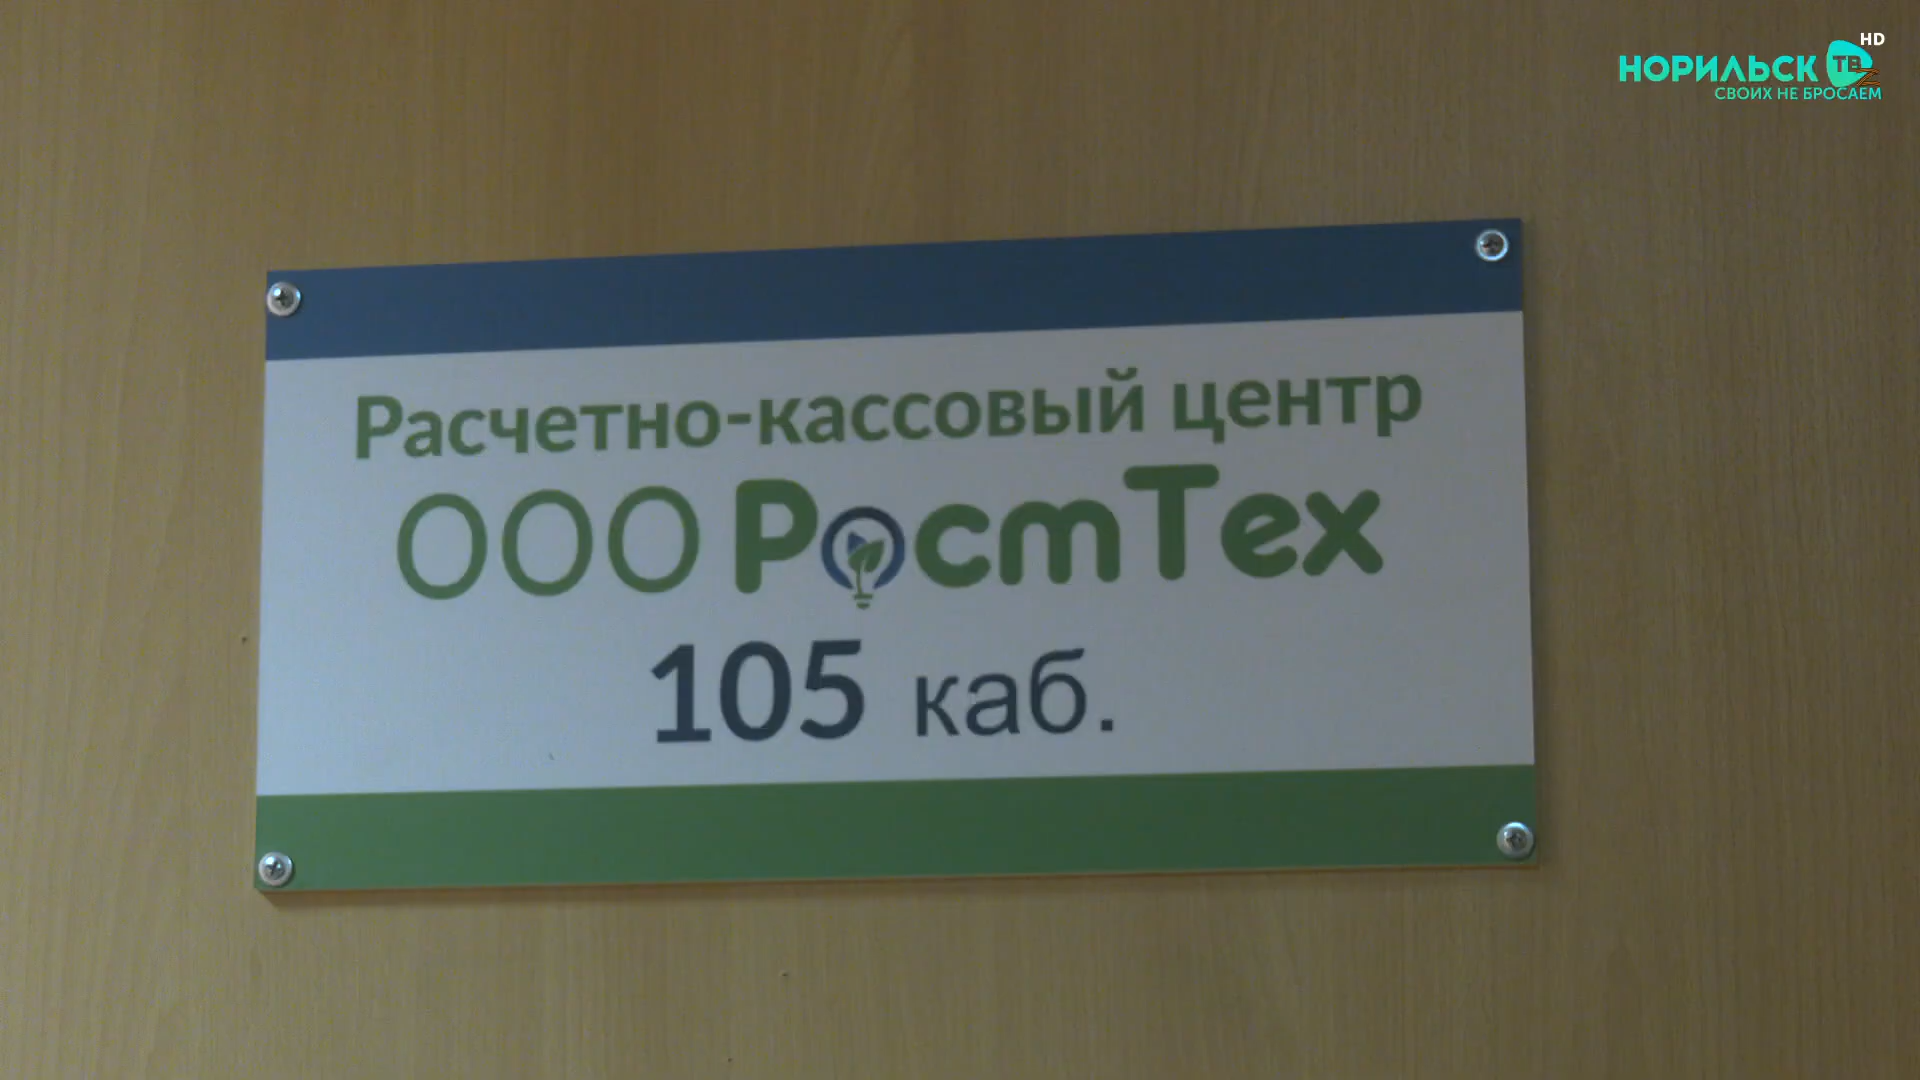 HD
НОРИЛЬСК ТВ
СВОИХ НЕ БРОСАЕМ
Расчетно-кассовый центр
ООО РостТех
105 каб.